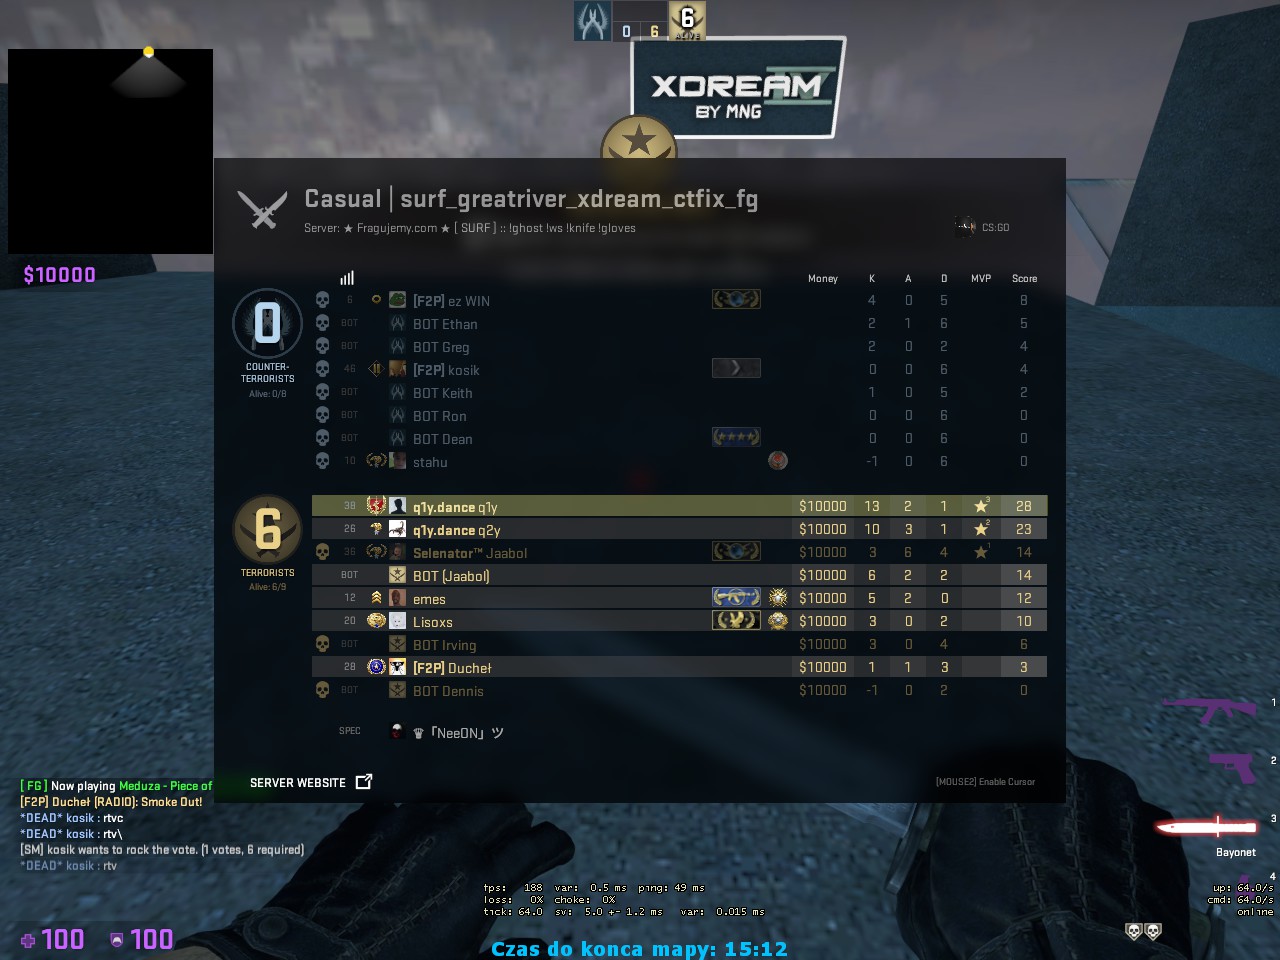 0 6 6
ALIVE
XDREAM IV
BY MNG
$10000
Casual | surf_greatriver_xdream_ctfix_fg
Server: ★ Fragujemy.com ★ [ SURF ] :: !ghost !ws !knife !gloves
CS:GO
Money K A D MVP Score
0
COUNTER-
TERRORISTS
Alive: 0/8
6 [F2P] ez WIN 4 0 5 8
BOT BOT Ethan 2 1 6 5
BOT BOT Greg 2 0 2 4
46 [F2P] kosik 0 0 6 4
BOT BOT Keith 1 0 5 2
BOT BOT Ron 0 0 6 0
BOT BOT Dean 0 0 6 0
10 stahu -1 0 6 0
6
TERRORISTS
Alive: 6/9
38 q1y.dance q1y $10000 13 2 1 ★3 28
26 q1y.dance q2y $10000 10 3 1 ★2 23
36 Selenator™ Jaabol $10000 3 6 4 ★1 14
BOT BOT (Jaabol) $10000 6 2 2 14
12 emes $10000 5 2 0 12
20 Lisoxs $10000 3 0 2 10
BOT BOT Irving $10000 3 0 4 6
28 [F2P] Ducheł $10000 1 1 3 3
BOT BOT Dennis $10000 -1 0 2 0
SPEC ♛「NeeON」ツ
SERVER WEBSITE
[MOUSE2] Enable Cursor
[ FG ] Now playing Meduza - Piece of
[F2P] Ducheł (RADIO): Smoke Out!
*DEAD* kosik : rtvc
*DEAD* kosik : rtv\
[SM] kosik wants to rock the vote. (1 votes, 6 required)
*DEAD* kosik : rtv
1
2
3
Bayonet
4
fps: 188 var: 0.5 ms ping: 49 ms
loss: 0% choke: 0%
tick: 64.0 sv: 5.0 +- 1.2 ms var: 0.015 ms
up: 64.0/s
cmd: 64.0/s
online
100 100
Czas do konca mapy: 15:12